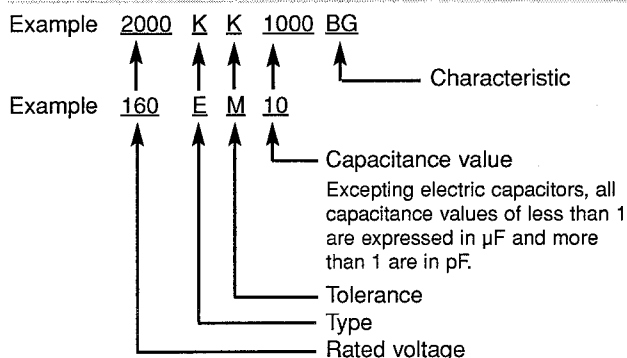 Example 2000 K K 1000 BG
Characteristic
Example 160 E M 10
Capacitance value
Excepting electric capacitors, all
capacitance values of less than 1
are expressed in µF and more
than 1 are in pF.
Tolerance
Type
Rated voltage